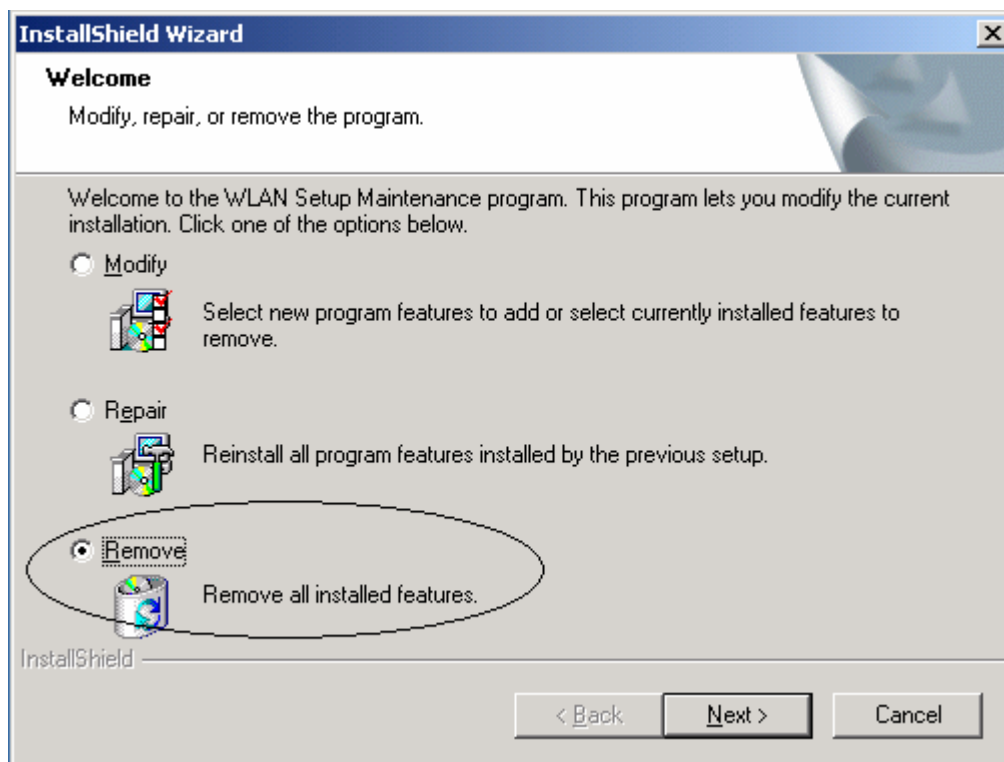 InstallShield Wizard
Welcome
Modify, repair, or remove the program.
Welcome to the WLAN Setup Maintenance program. This program lets you modify the current
installation. Click one of the options below.
Modify
Select new program features to add or select currently installed features to
remove.
Repair
Reinstall all program features installed by the previous setup.
Remove
Remove all installed features.
InstallShield
< Back
Next >
Cancel